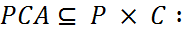 PCA ⊆ P × C :